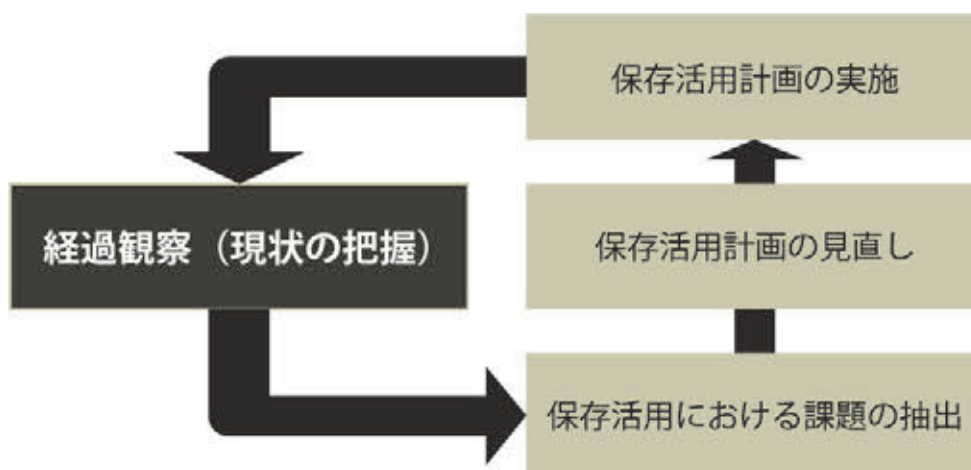 保存活用計画の実施
経過観察（現状の把握）
保存活用計画の見直し
保存活用における課題の抽出